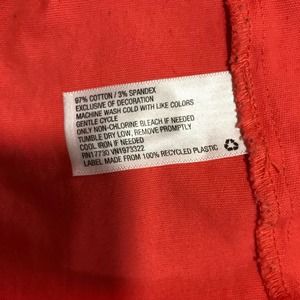 97% COTTON / 3% SPANDEX
EXCLUSIVE OF DECORATION
MACHINE WASH COLD WITH LIKE COLORS
GENTLE CYCLE
ONLY NON-CHLORINE BLEACH IF NEEDED
TUMBLE DRY LOW, REMOVE PROMPTLY
COOL IRON IF NEEDED
RN17730 VN1973322
LABEL MADE FROM 100% RECYCLED PLASTIC